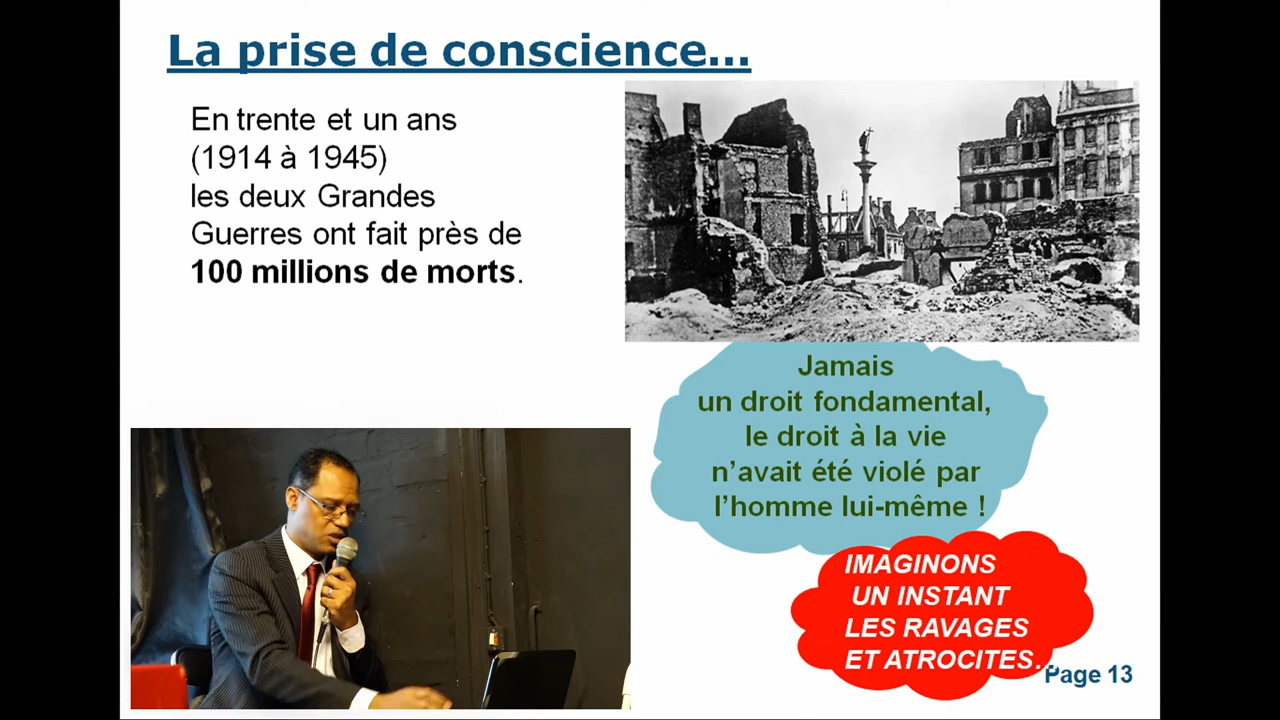 La prise de conscience...
En trente et un ans
(1914 à 1945)
les deux Grandes
Guerres ont fait près de
100 millions de morts.
Jamais
un droit fondamental,
le droit à la vie
n'avait été violé par
l'homme lui-même !
IMAGINONS
UN INSTANT
LES RAVAGES
ET ATROCITES...
Page 13